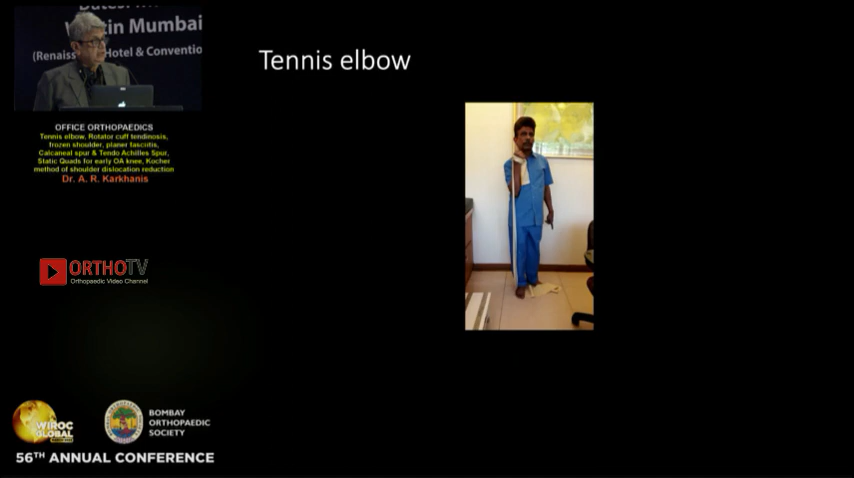 in Mumbai
Hotel & Conventio
Tennis elbow
OFFICE ORTHOPAEDICS
Tennis elbow, Rotator cuff tendinosis,
frozen shoulder, planer fasciitis,
Calcaneal spur & Tendo Achilles Spur,
Static Quads for early OA knee, Kocher
method of shoulder dislocation reduction
Dr. A. R. Karkhanis
ORTHOTV
Orthopaedic Video Channel
WIROC
GLOBAL
BOMBAY
ORTHOPAEDIC
SOCIETY
56TH ANNUAL CONFERENCE